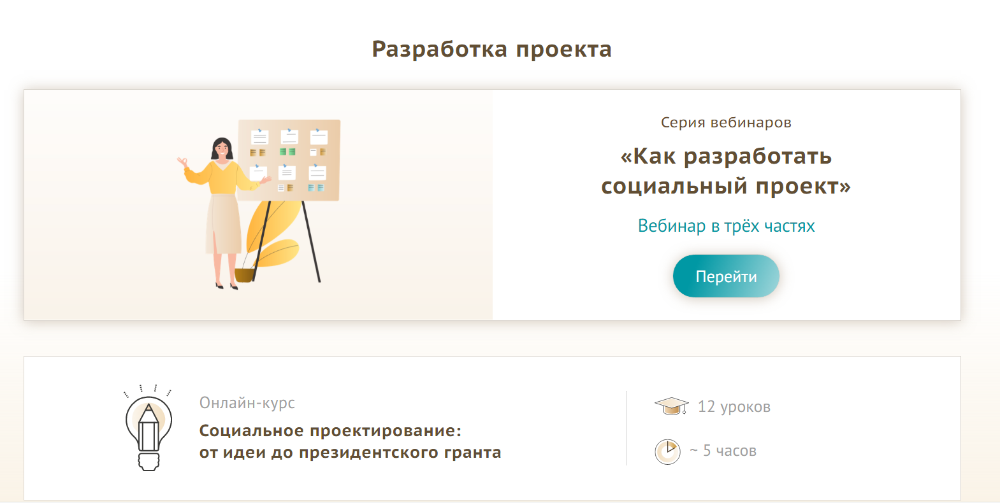 Разработка проекта
Серия вебинаров
«Как разработать
социальный проект»
Вебинар в трёх частях
Перейти
Онлайн-курс
Социальное проектирование:
от идеи до президентского гранта
12 уроков
~ 5 часов